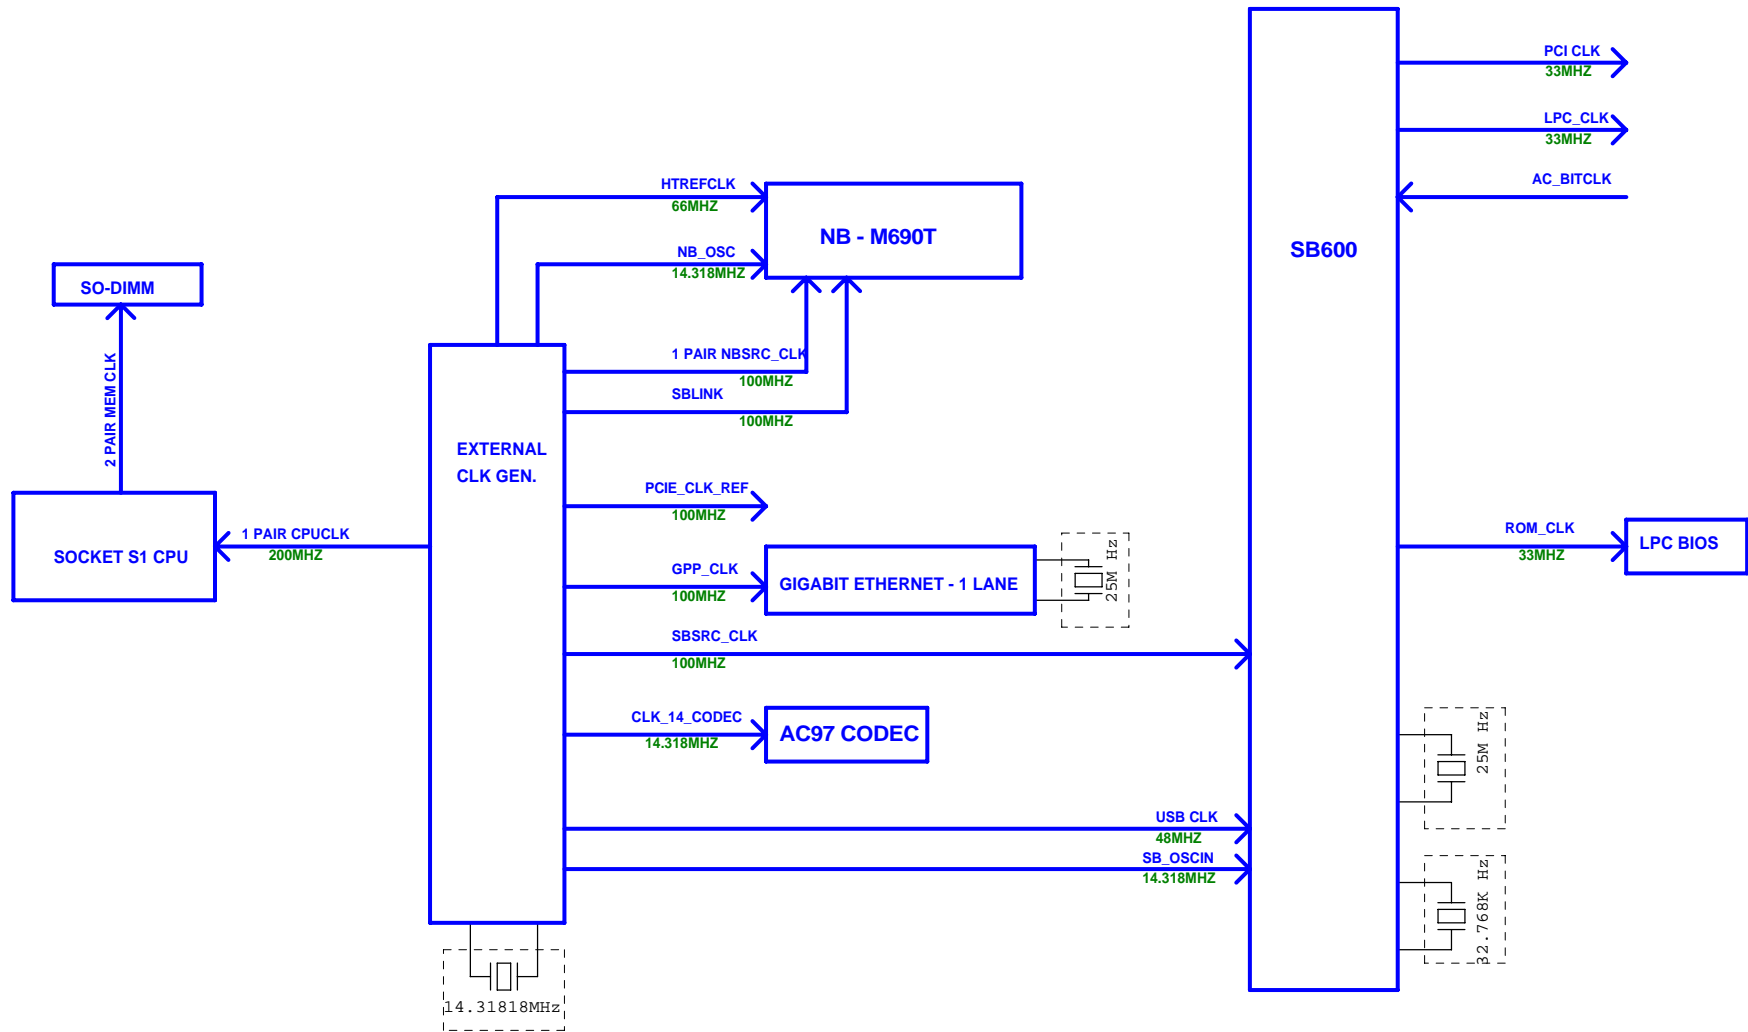 PCI CLK
33MHZ
LPC_CLK
33MHZ
AC_BITCLK
HTREFCLK
66MHZ
NB - M690T
NB_OSC
14.318MHZ
SB600
SO-DIMM
2 PAIR MEM CLK
1 PAIR NBSRC_CLK
100MHZ
SBLINK
100MHZ
EXTERNAL
CLK GEN.
PCIE_CLK_REF
100MHZ
1 PAIR CPUCLK
200MHZ
SOCKET S1 CPU
GPP_CLK
100MHZ
GIGABIT ETHERNET - 1 LANE
25M Hz
ROM_CLK
33MHZ
LPC BIOS
SBSRC_CLK
100MHZ
CLK_14_CODEC
14.318MHZ
AC97 CODEC
25M Hz
USB CLK
48MHZ
SB_OSCIN
14.318MHZ
32.768K Hz
14.31818MHz